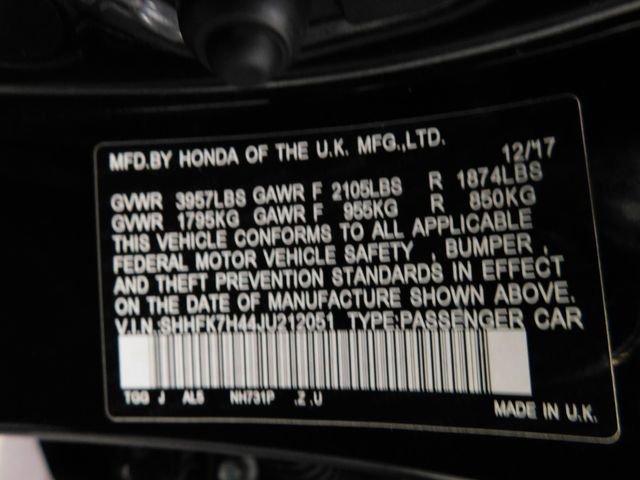 MFD.BY HONDA OF THE U.K. MFG.,LTD. 12/17
GVWR 3957LBS GAWR F 2105LBS R 1874LBS
GVWR 1795KG GAWR F 955KG R 850KG
THIS VEHICLE CONFORMS TO ALL APPLICABLE
FEDERAL MOTOR VEHICLE SAFETY , BUMPER ,
AND THEFT PREVENTION STANDARDS IN EFFECT
ON THE DATE OF MANUFACTURE SHOWN ABOVE.
V.I.N:SHHFK7H44JU212051 TYPE:PASSENGER CAR
TGG J AL5 NH731P ,Z ,U
MADE IN U.K.